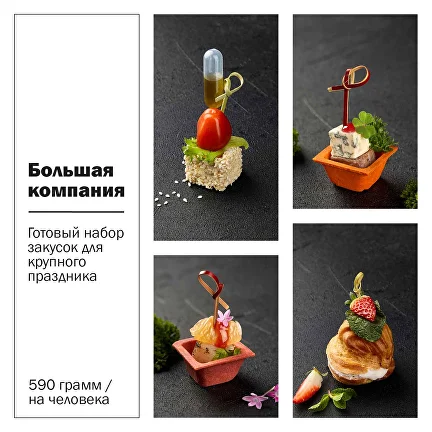 Большая
компания
Готовый набор
закусок для
крупного
праздника
590 грамм /
на человека